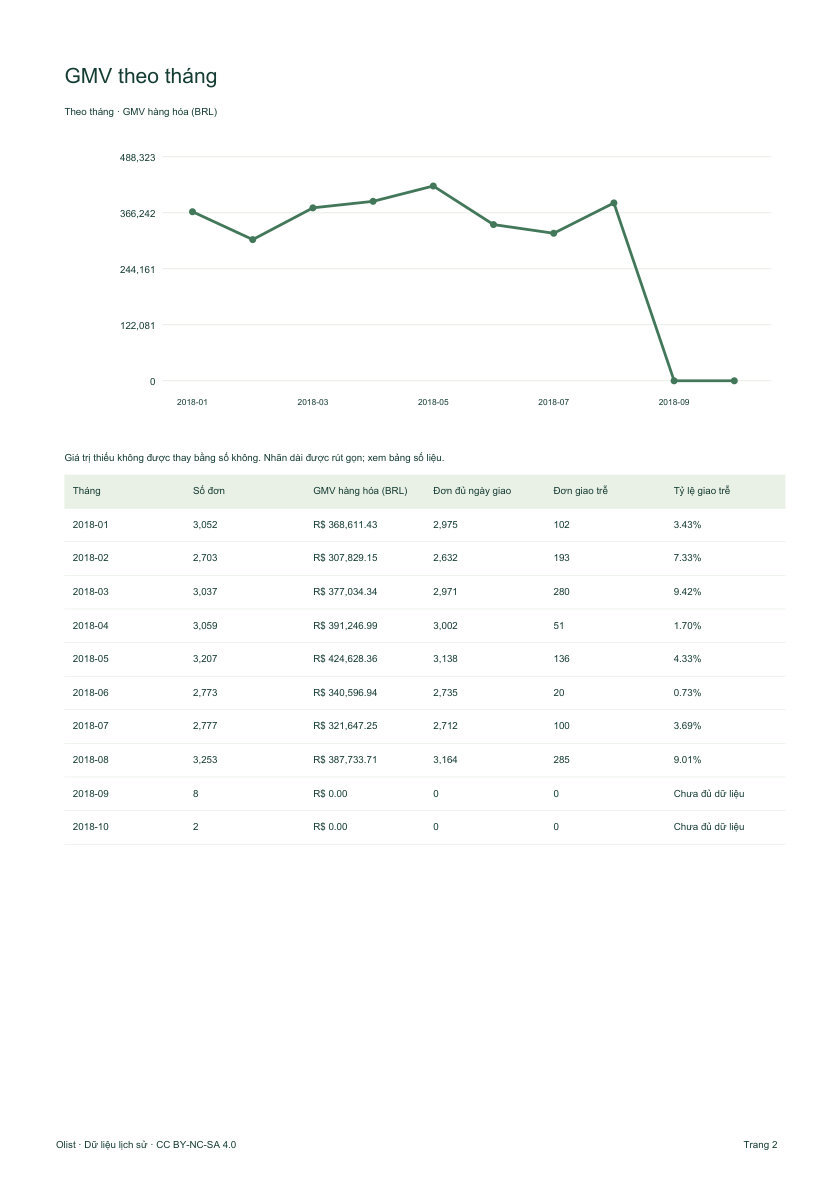 GMV theo tháng
Theo tháng · GMV hàng hóa (BRL)
488,323
366,242
244,161
122,081
0
2018-01 2018-03 2018-05 2018-07 2018-09
Giá trị thiếu không được thay bằng số không. Nhãn dài được rút gọn; xem bảng số liệu.
Tháng Số đơn GMV hàng hóa (BRL) Đơn đủ ngày giao Đơn giao trễ Tỷ lệ giao trễ
2018-01 3,052 R$ 368,611.43 2,975 102 3.43%
2018-02 2,703 R$ 307,829.15 2,632 193 7.33%
2018-03 3,037 R$ 377,034.34 2,971 280 9.42%
2018-04 3,059 R$ 391,246.99 3,002 51 1.70%
2018-05 3,207 R$ 424,628.36 3,138 136 4.33%
2018-06 2,773 R$ 340,596.94 2,735 20 0.73%
2018-07 2,777 R$ 321,647.25 2,712 100 3.69%
2018-08 3,253 R$ 387,733.71 3,164 285 9.01%
2018-09 8 R$ 0.00 0 0 Chưa đủ dữ liệu
2018-10 2 R$ 0.00 0 0 Chưa đủ dữ liệu
Olist · Dữ liệu lịch sử · CC BY-NC-SA 4.0 Trang 2